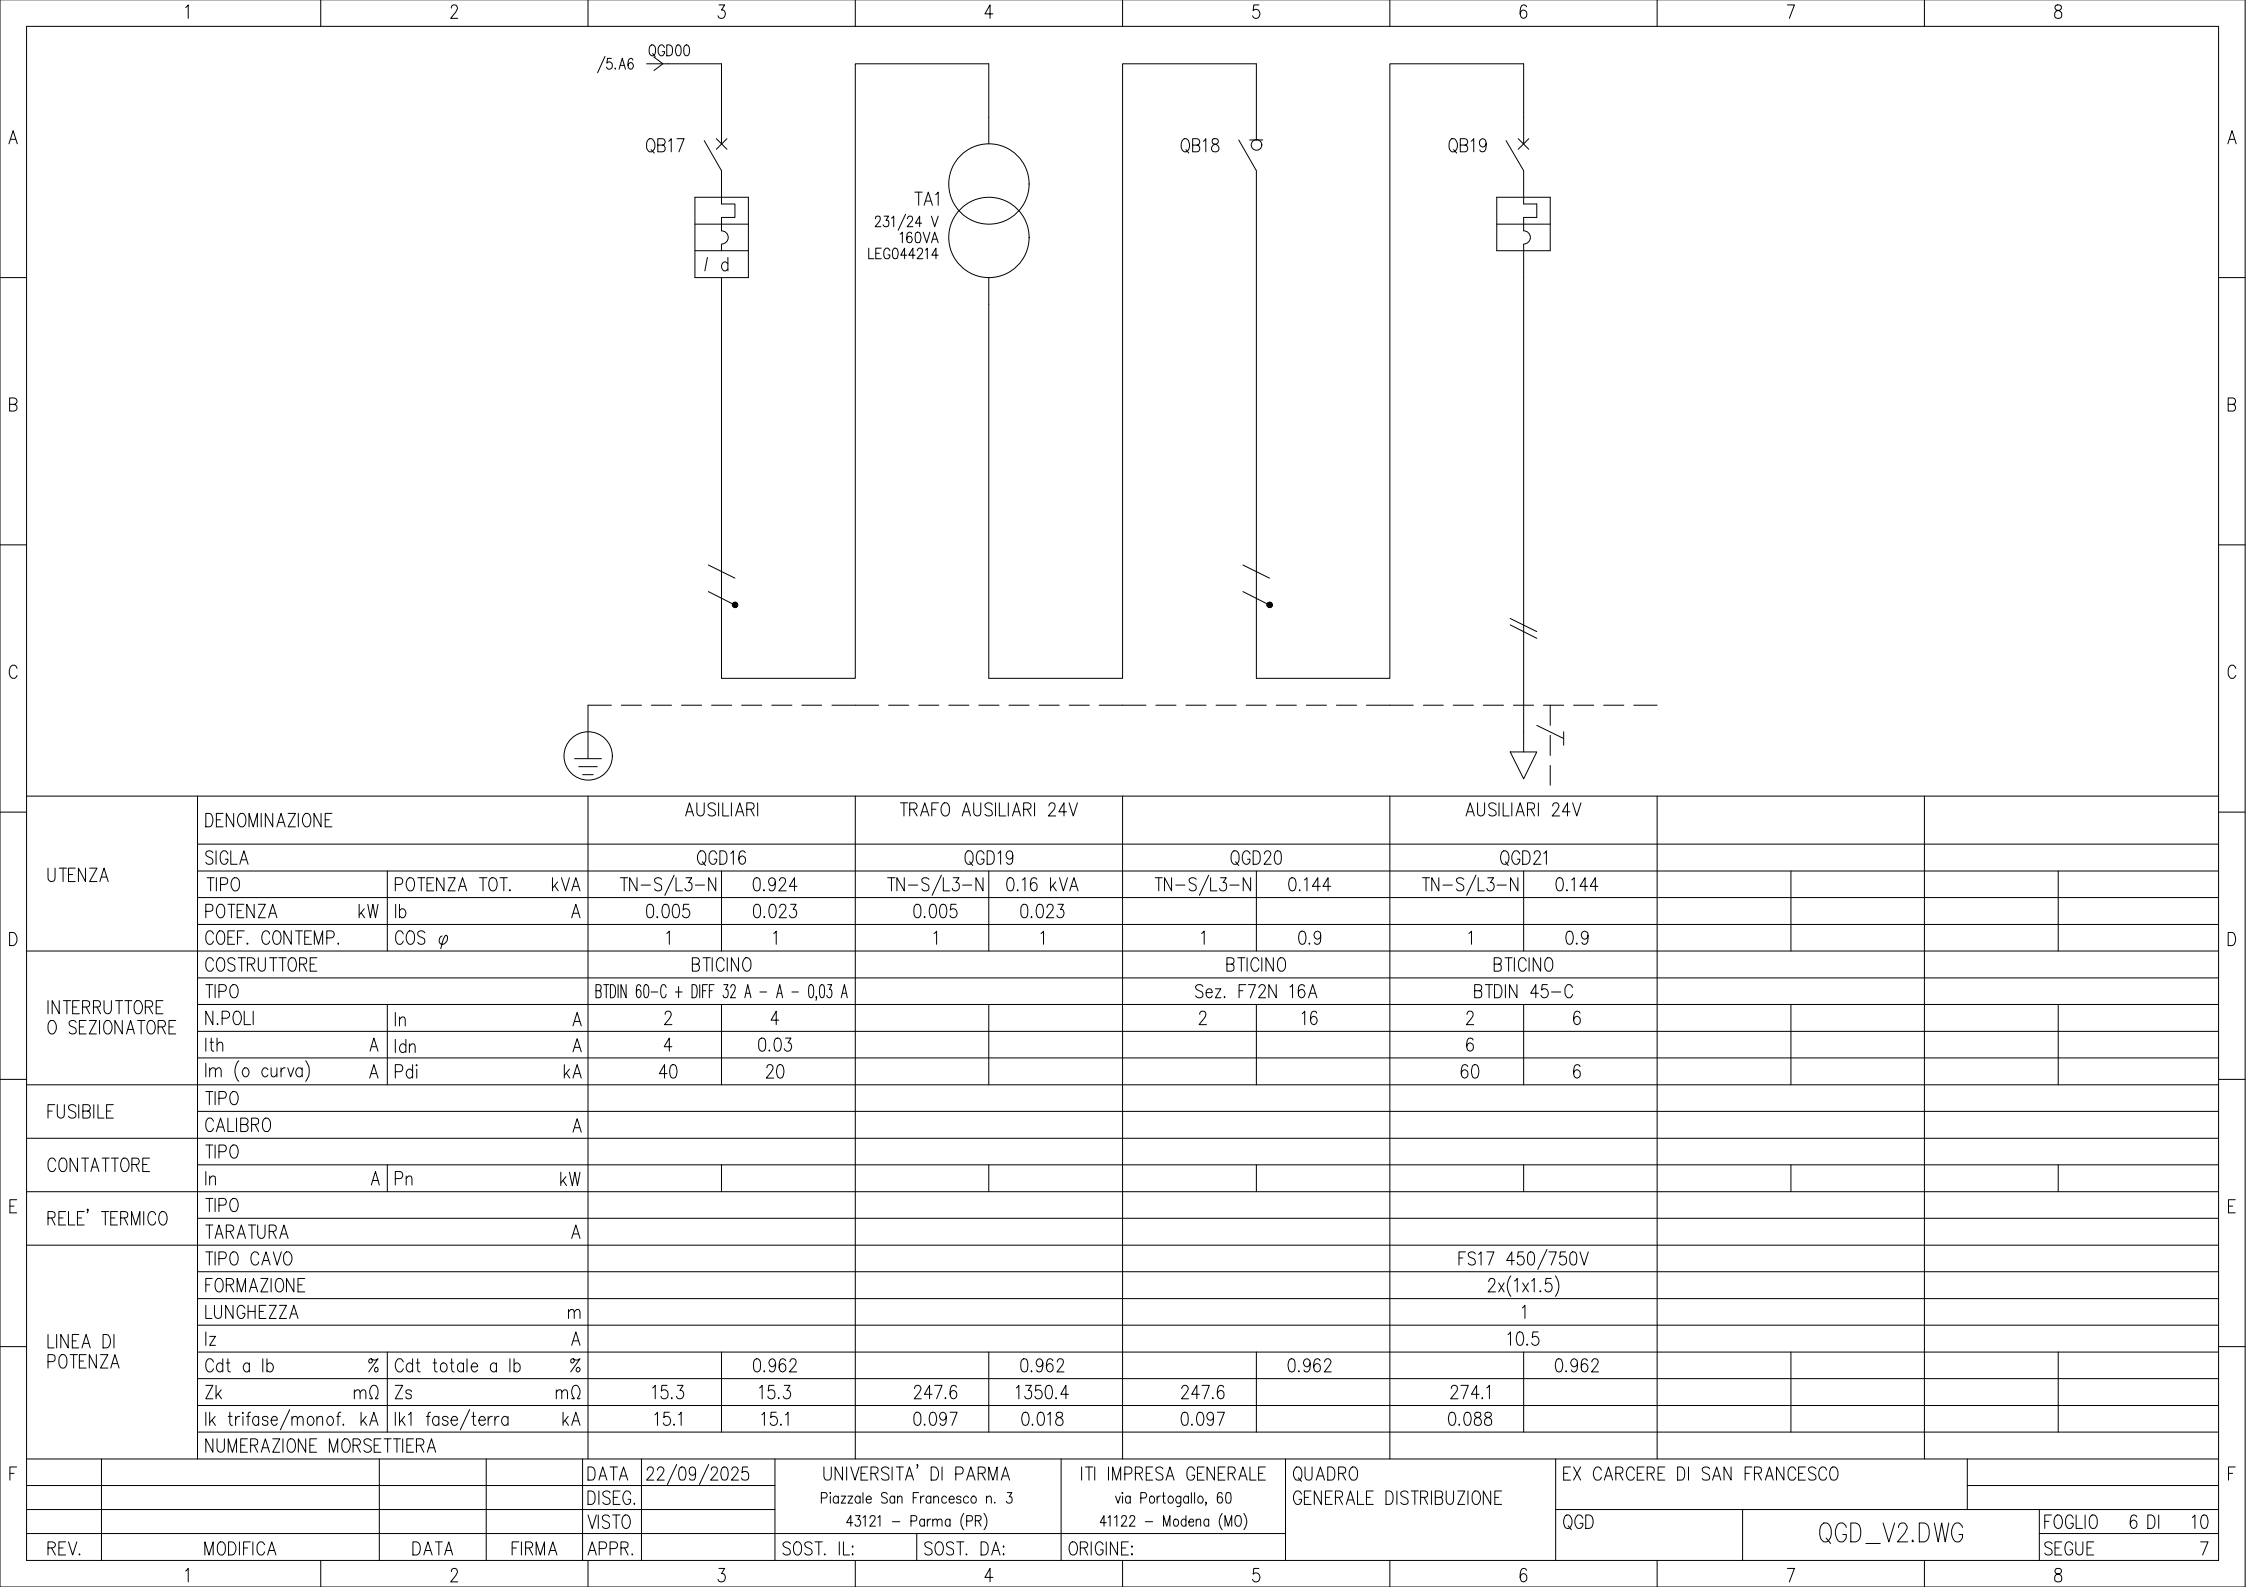 1 2 3 4 5 6 7 8
QGD00
/5.A6
A A
QB17 QB18 QB19
TA1
231/24 V
160VA
LEG044214
I d
B B
C C
UTENZA
DENOMINAZIONE AUSILIARI TRAFO AUSILIARI 24V AUSILIARI 24V
SIGLA QGD16 QGD19 QGD20 QGD21
TIPO POTENZA TOT. kVA TN-S/L3-N 0.924 TN-S/L3-N 0.16 kVA TN-S/L3-N 0.144 TN-S/L3-N 0.144
POTENZA kW Ib A 0.005 0.023 0.005 0.023
D COEF. CONTEMP. COS φ 1 1 1 1 1 0.9 1 0.9 D
INTERRUTTORE
O SEZIONATORE
COSTRUTTORE BTICINO BTICINO BTICINO
TIPO BTDIN 60-C + DIFF 32 A - A - 0,03 A Sez. F72N 16A BTDIN 45-C
N.POLI In A 2 4 2 16 2 6
Ith A Idn A 4 0.03 6
Im (o curva) A Pdi kA 40 20 60 6
FUSIBILE
TIPO
CALIBRO A
CONTATTORE
TIPO
In A Pn kW
E E
RELE' TERMICO
TIPO
TARATURA A
LINEA DI
POTENZA
TIPO CAVO FS17 450/750V
FORMAZIONE 2x(1x1.5)
LUNGHEZZA m 1
Iz A 10.5
Cdt a Ib % Cdt totale a Ib % 0.962 0.962 0.962 0.962
Zk mΩ Zs mΩ 15.3 15.3 247.6 1350.4 247.6 274.1
Ik trifase/monof. kA Ik1 fase/terra kA 15.1 15.1 0.097 0.018 0.097 0.088
NUMERAZIONE MORSETTIERA
F F
DATA 22/09/2025
DISEG.
VISTO
REV. MODIFICA DATA FIRMA APPR.
UNIVERSITA' DI PARMA
Piazzale San Francesco n. 3
43121 - Parma (PR)
SOST. IL: SOST. DA:
ITI IMPRESA GENERALE
via Portogallo, 60
41122 - Modena (MO)
ORIGINE:
QUADRO
GENERALE DISTRIBUZIONE
EX CARCERE DI SAN FRANCESCO
QGD
QGD_V2.DWG
FOGLIO 6 DI 10
SEGUE 7
1 2 3 4 5 6 7 8